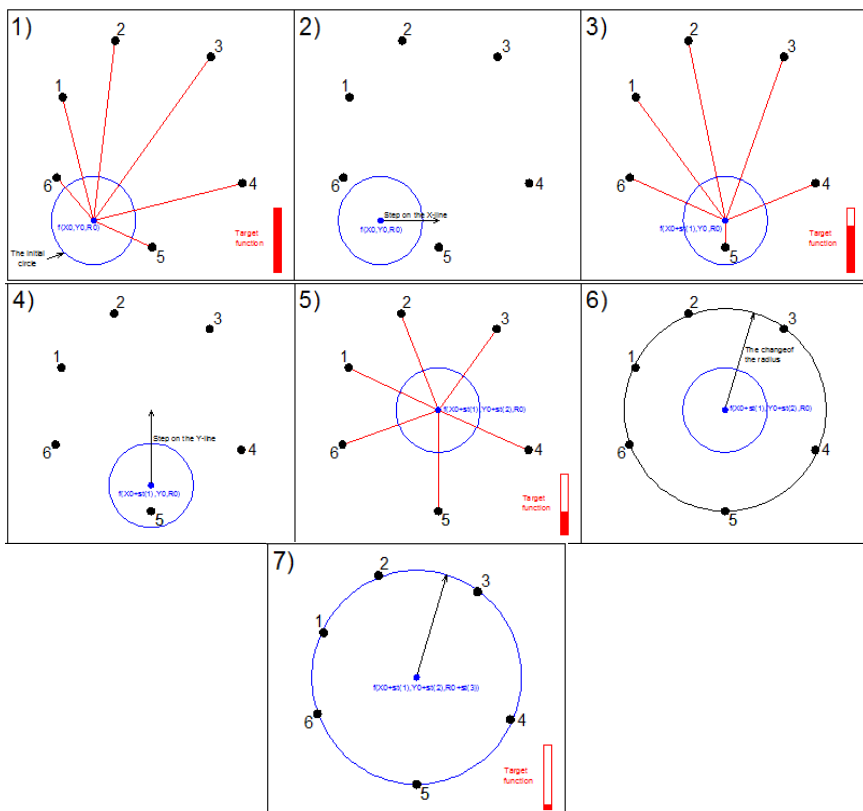 1)
2
3
1
6
4
f(X0,Y0,R0)
5
The initial
circle
Target
function
2)
2
3
1
6
4
Step on the X-line
f(X0,Y0,R0)
5
3)
2
3
1
6
4
f(X0+st(1),Y0,R0)
5
Target
function
4)
2
3
1
6
4
Step on the Y-line
f(X0+st(1),Y0,R0)
5
5)
2
3
1
f(X0+st(1),Y0+st(2),R0)
6
4
5
Target
function
6)
2
3
The changeof
the radius
1
f(X0+st(1),Y0+st(2),R0)
6
4
5
7)
2
3
1
f(X0+st(1),Y0+st(2),R0+st(3))
6
4
5
Target
function